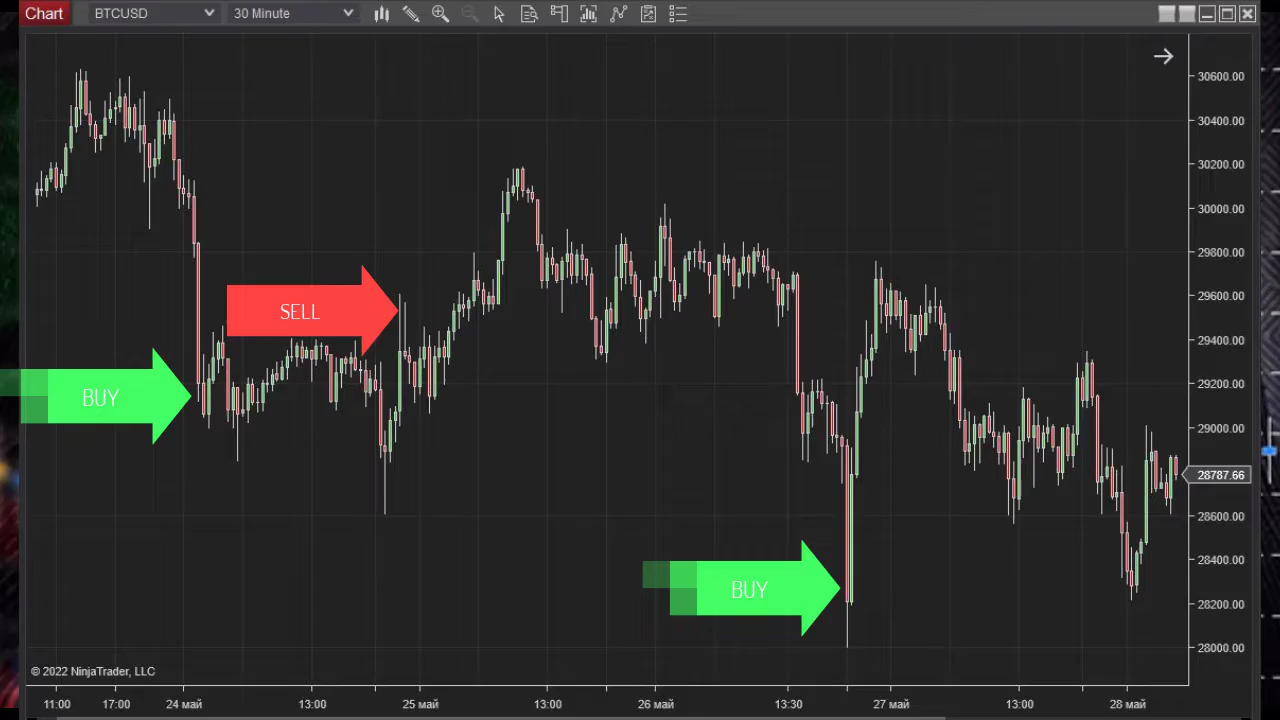 Chart BTCUSD 30 Minute
30600.00
30400.00
30200.00
30000.00
29800.00
29600.00
SELL
29400.00
29200.00
BUY
29000.00
28787.66
28600.00
28400.00
BUY
28200.00
28000.00
© 2022 NinjaTrader, LLC
11:00 17:00 24 май 13:00 25 май 13:00 26 май 13:30 27 май 13:00 28 май